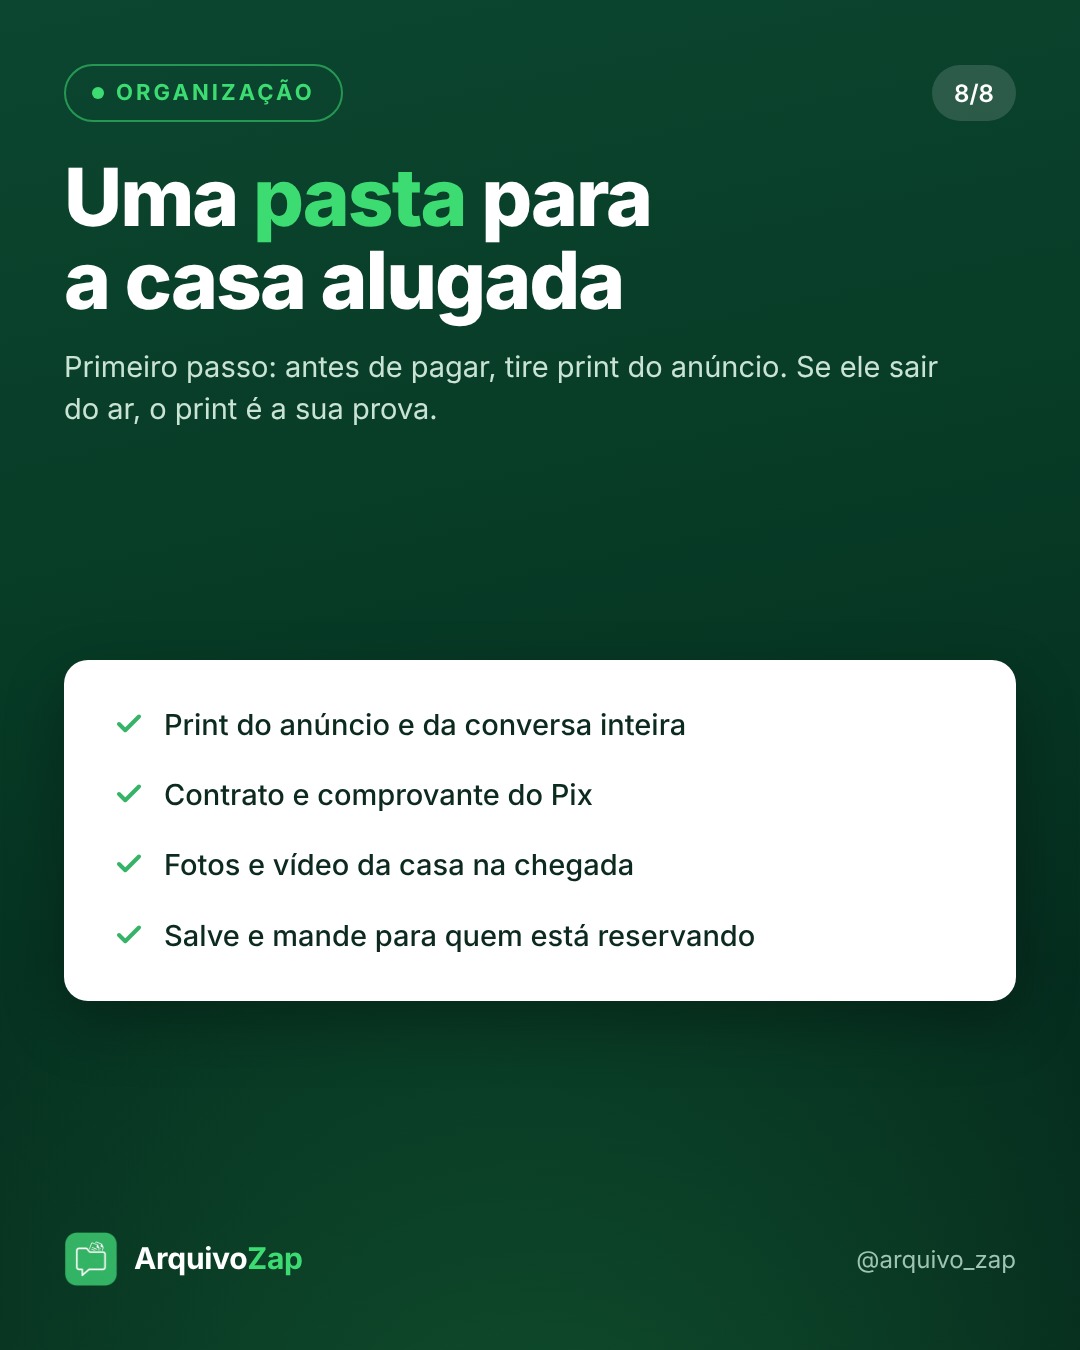 ORGANIZAÇÃO
8/8
Uma pasta para
a casa alugada
Primeiro passo: antes de pagar, tire print do anúncio. Se ele sair
do ar, o print é a sua prova.
Print do anúncio e da conversa inteira
Contrato e comprovante do Pix
Fotos e vídeo da casa na chegada
Salve e mande para quem está reservando
ArquivoZap
@arquivo_zap